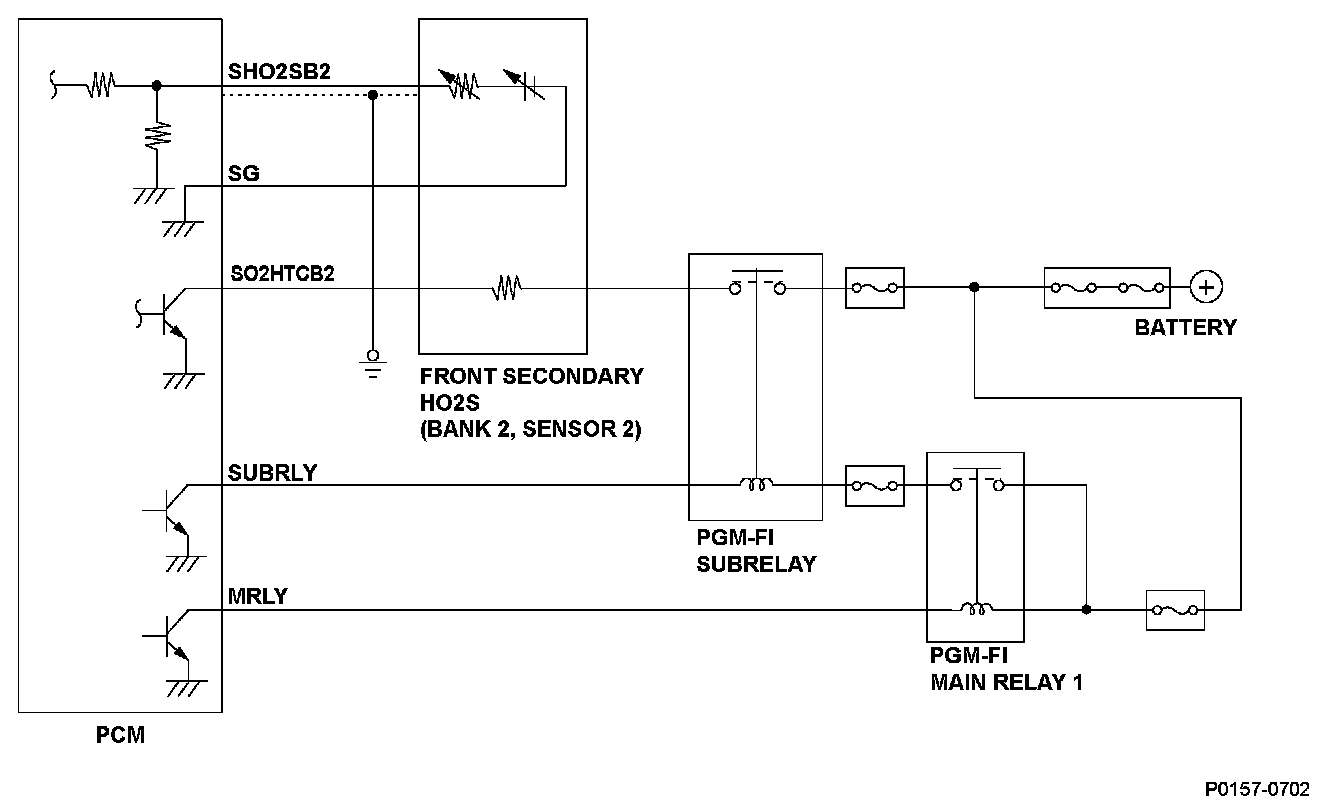 SHO2SB2
SG
SO2HTCB2
BATTERY
FRONT SECONDARY
HO2S
(BANK 2, SENSOR 2)
SUBRLY
PGM-FI
SUBRELAY
MRLY
PGM-FI
MAIN RELAY 1
PCM
P0157-0702